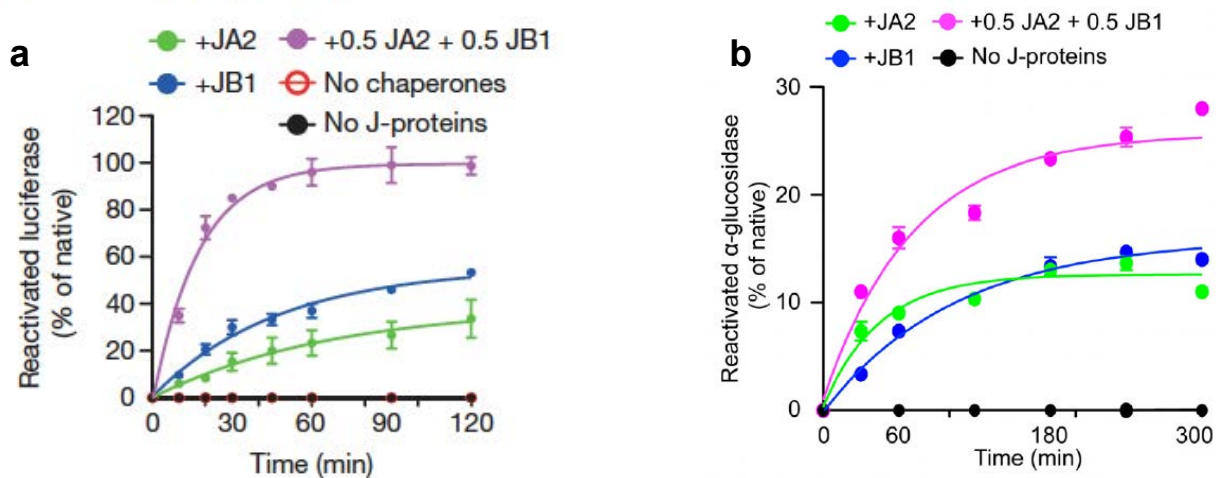 a
+JA2
+0.5 JA2 + 0.5 JB1
+JB1
No chaperones
No J-proteins
120
100
80
60
40
20
0
Reactivated luciferase
(% of native)
0
30
60
90
120
Time (min)
b
+JA2
+0.5 JA2 + 0.5 JB1
+JB1
No J-proteins
30
20
10
0
Reactivated α-glucosidase
(% of native)
0
60
180
300
Time (min)